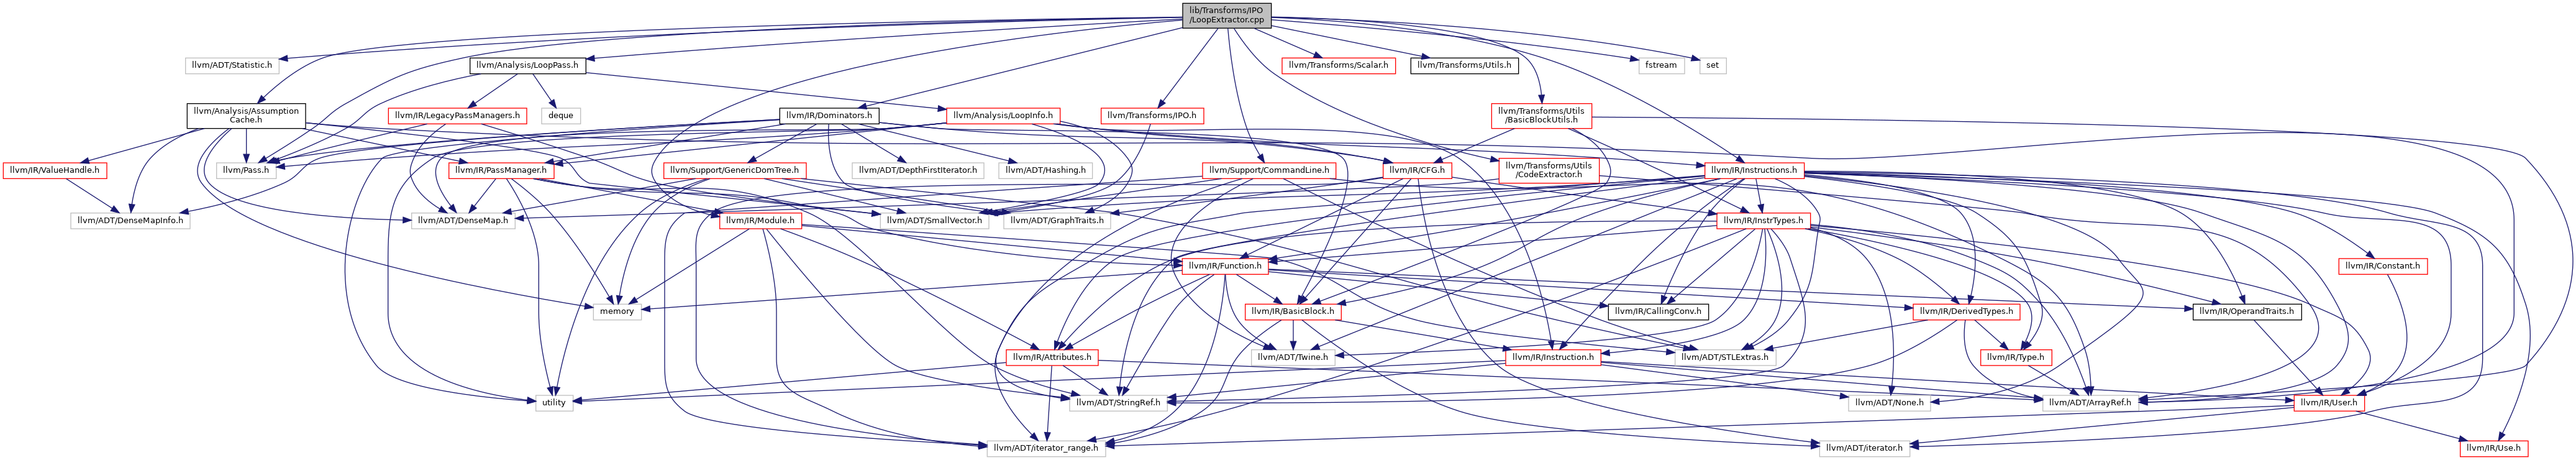 lib/Transforms/IPO
/LoopExtractor.cpp
llvm/ADT/Statistic.h
llvm/Analysis/LoopPass.h
llvm/Transforms/Scalar.h
llvm/Transforms/Utils.h
fstream
set
llvm/Analysis/Assumption
Cache.h
llvm/IR/LegacyPassManagers.h
deque
llvm/IR/Dominators.h
llvm/Analysis/LoopInfo.h
llvm/Transforms/IPO.h
llvm/Transforms/Utils
/BasicBlockUtils.h
llvm/IR/ValueHandle.h
llvm/Pass.h
llvm/IR/PassManager.h
llvm/Support/GenericDomTree.h
llvm/ADT/DepthFirstIterator.h
llvm/ADT/Hashing.h
llvm/Support/CommandLine.h
llvm/IR/CFG.h
llvm/Transforms/Utils
/CodeExtractor.h
llvm/IR/Instructions.h
llvm/ADT/DenseMapInfo.h
llvm/ADT/DenseMap.h
llvm/IR/Module.h
llvm/ADT/SmallVector.h
llvm/ADT/GraphTraits.h
llvm/IR/InstrTypes.h
llvm/IR/Function.h
llvm/IR/Constant.h
memory
llvm/IR/BasicBlock.h
llvm/IR/CallingConv.h
llvm/IR/DerivedTypes.h
llvm/IR/OperandTraits.h
llvm/IR/Attributes.h
llvm/ADT/Twine.h
llvm/IR/Instruction.h
llvm/ADT/STLExtras.h
llvm/IR/Type.h
utility
llvm/ADT/StringRef.h
llvm/ADT/None.h
llvm/ADT/ArrayRef.h
llvm/IR/User.h
llvm/ADT/iterator_range.h
llvm/ADT/iterator.h
llvm/IR/Use.h